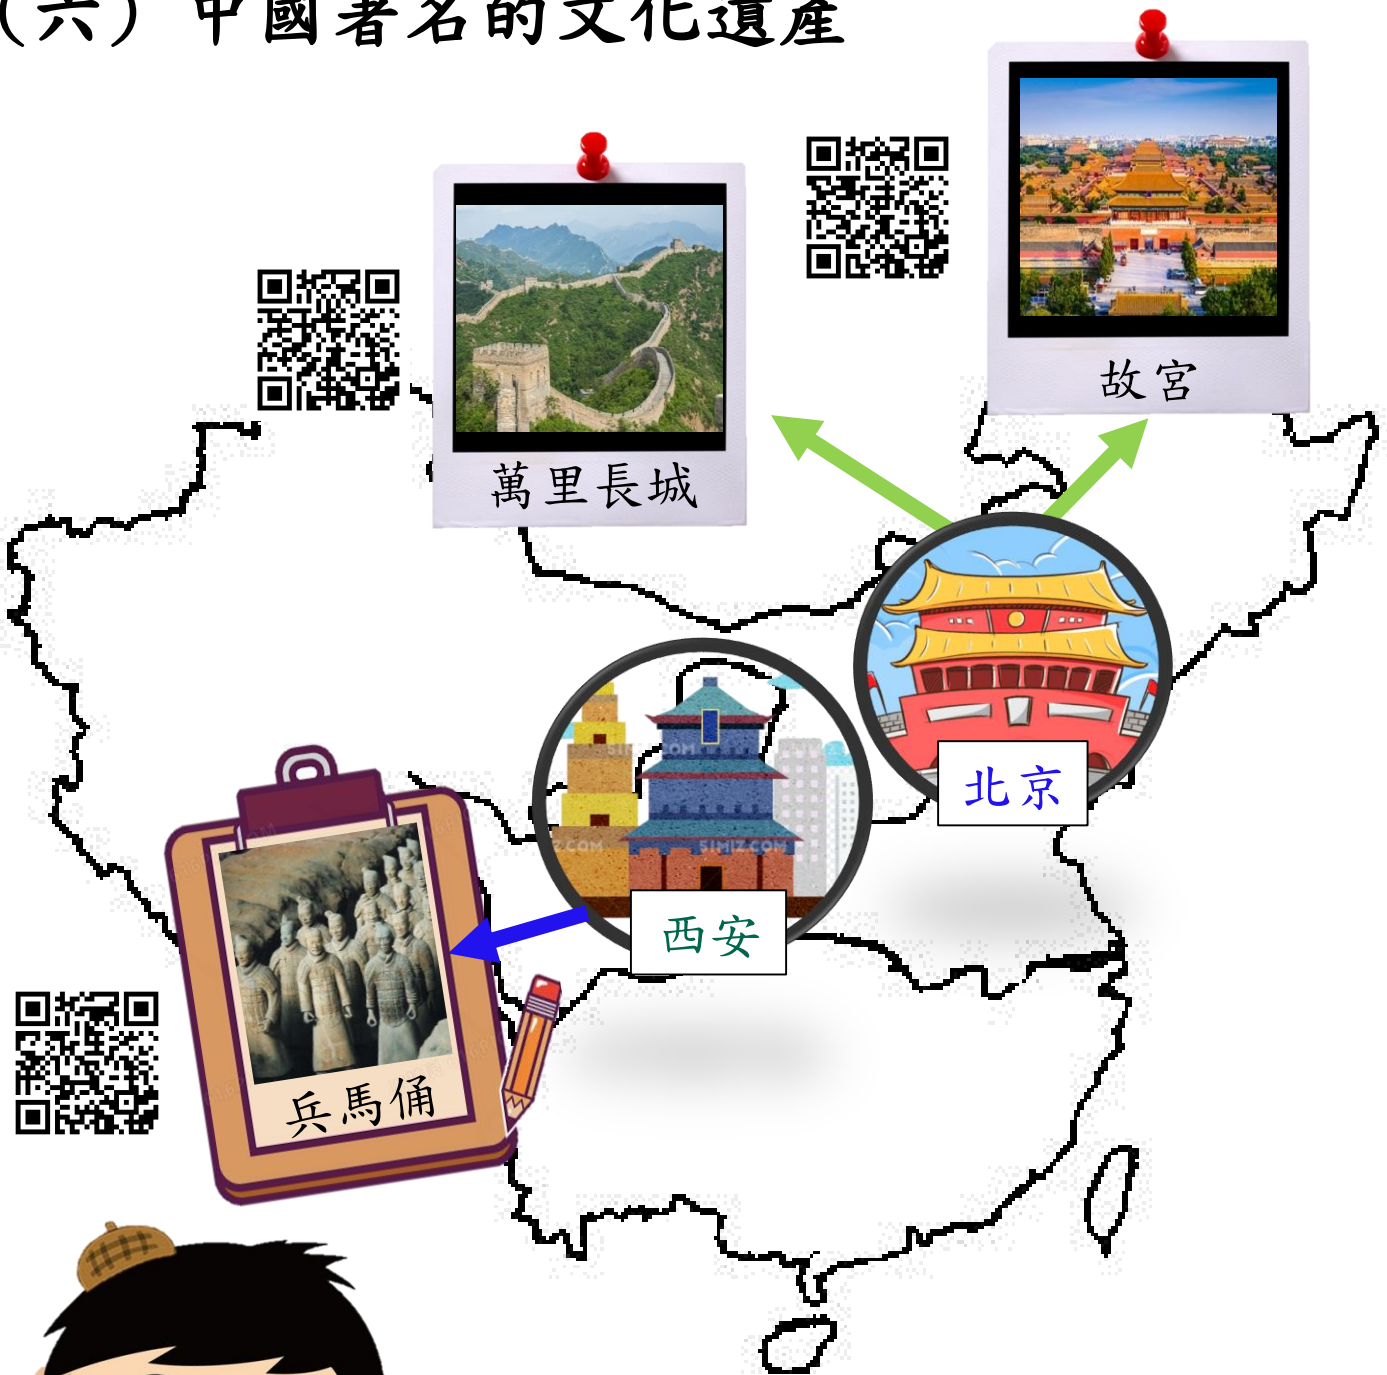 (六) 中國著名的文化遺產
故宮
萬里長城
北京
西安
兵馬俑